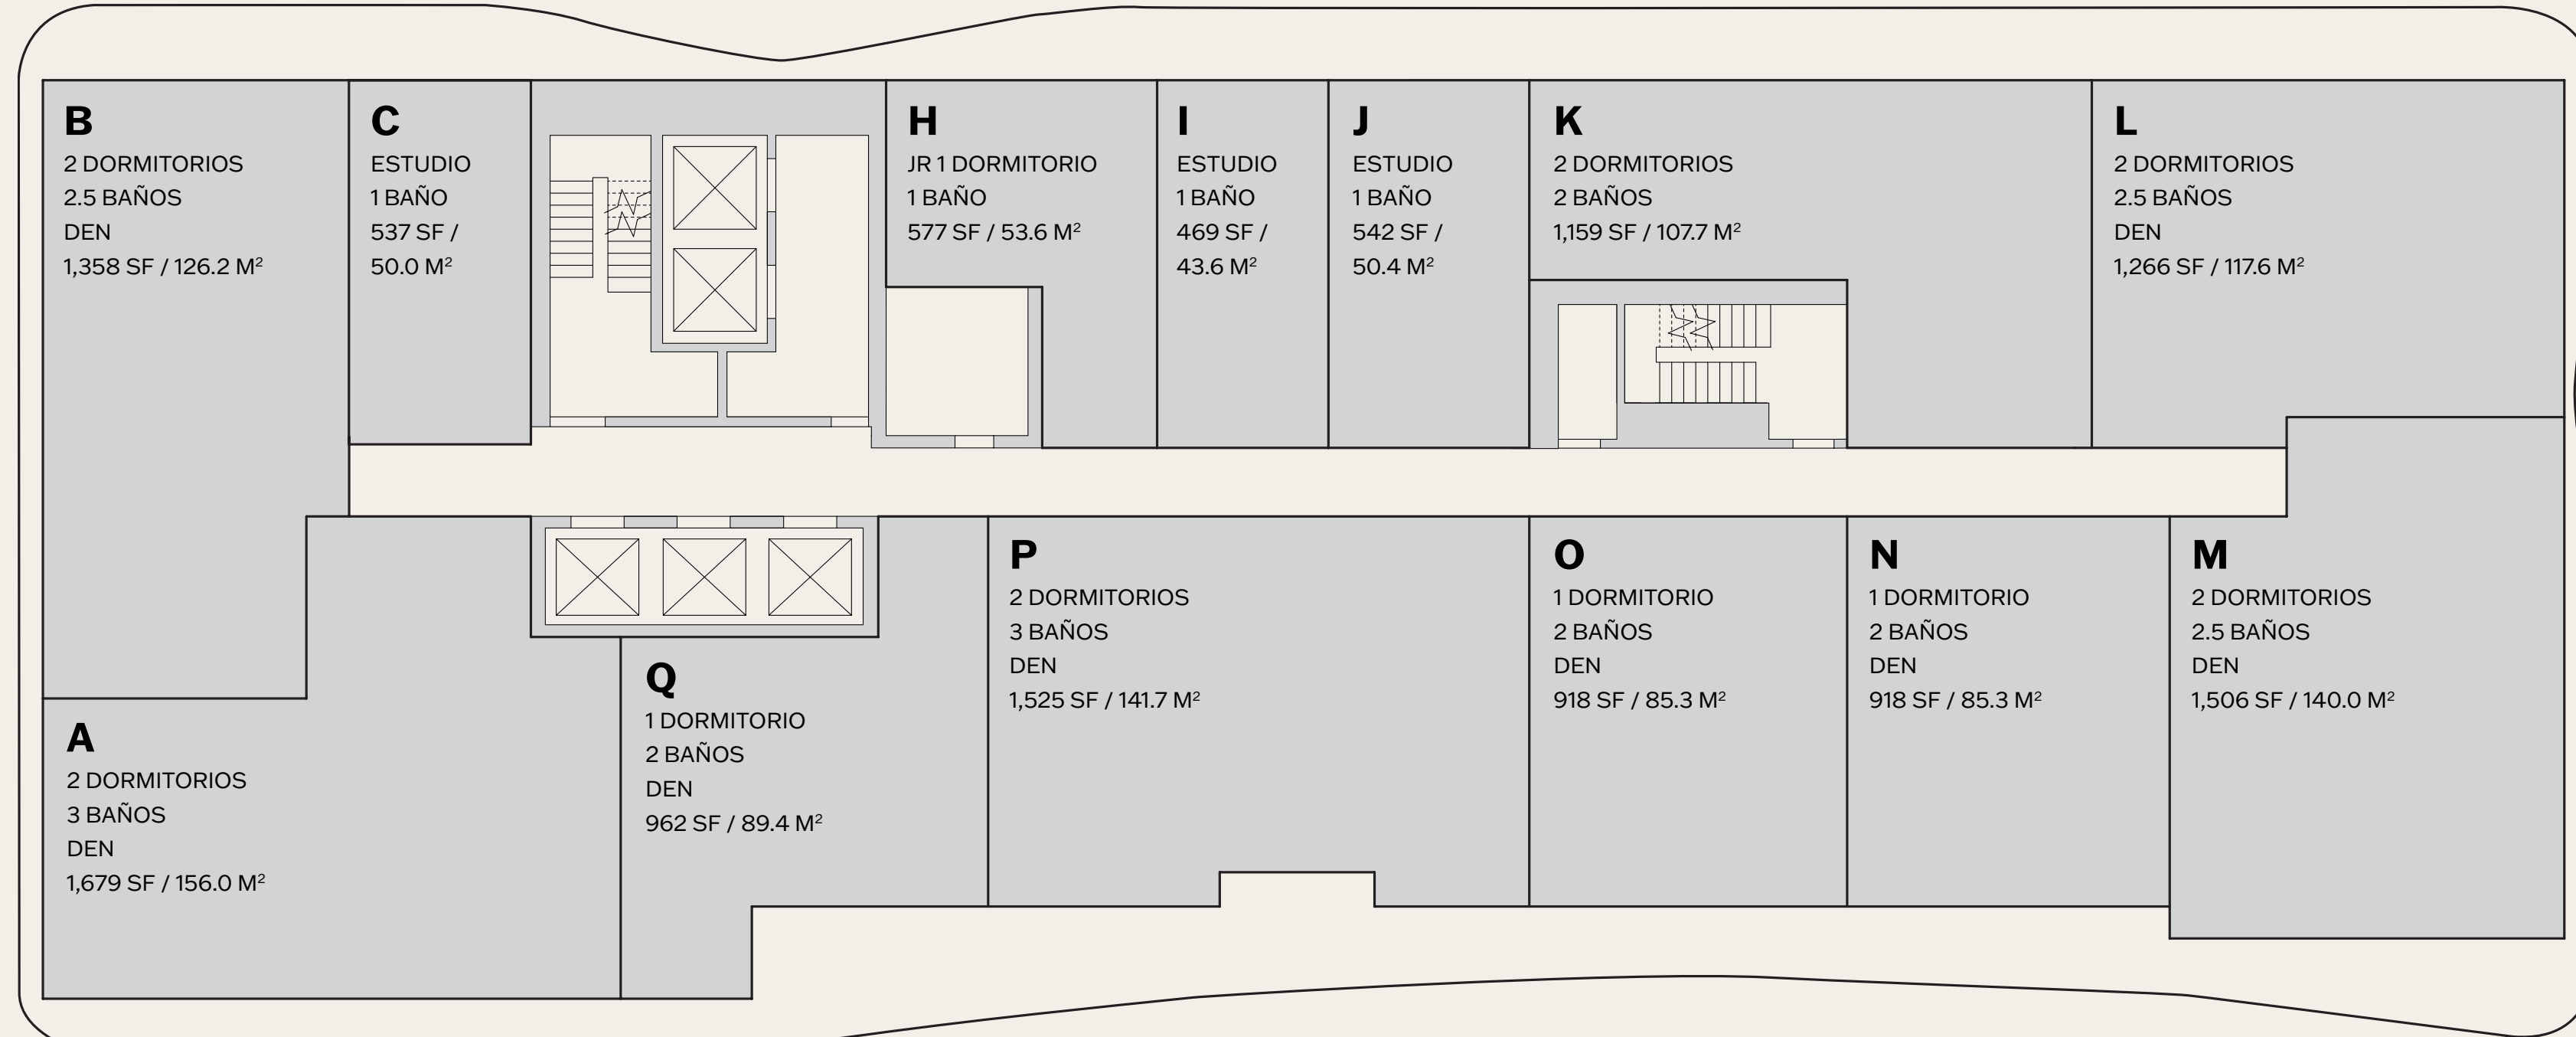 B
2 DORMITORIOS
2.5 BAÑOS
DEN
1,358 SF / 126.2 M²
C
ESTUDIO
1 BAÑO
537 SF /
50.0 M²
H
JR 1 DORMITORIO
1 BAÑO
577 SF / 53.6 M²
I
ESTUDIO
1 BAÑO
469 SF /
43.6 M²
J
ESTUDIO
1 BAÑO
542 SF /
50.4 M²
K
2 DORMITORIOS
2 BAÑOS
1,159 SF / 107.7 M²
L
2 DORMITORIOS
2.5 BAÑOS
DEN
1,266 SF / 117.6 M²
A
2 DORMITORIOS
3 BAÑOS
DEN
1,679 SF / 156.0 M²
Q
1 DORMITORIO
2 BAÑOS
DEN
962 SF / 89.4 M²
P
2 DORMITORIOS
3 BAÑOS
DEN
1,525 SF / 141.7 M²
O
1 DORMITORIO
2 BAÑOS
DEN
918 SF / 85.3 M²
N
1 DORMITORIO
2 BAÑOS
DEN
918 SF / 85.3 M²
M
2 DORMITORIOS
2.5 BAÑOS
DEN
1,506 SF / 140.0 M²